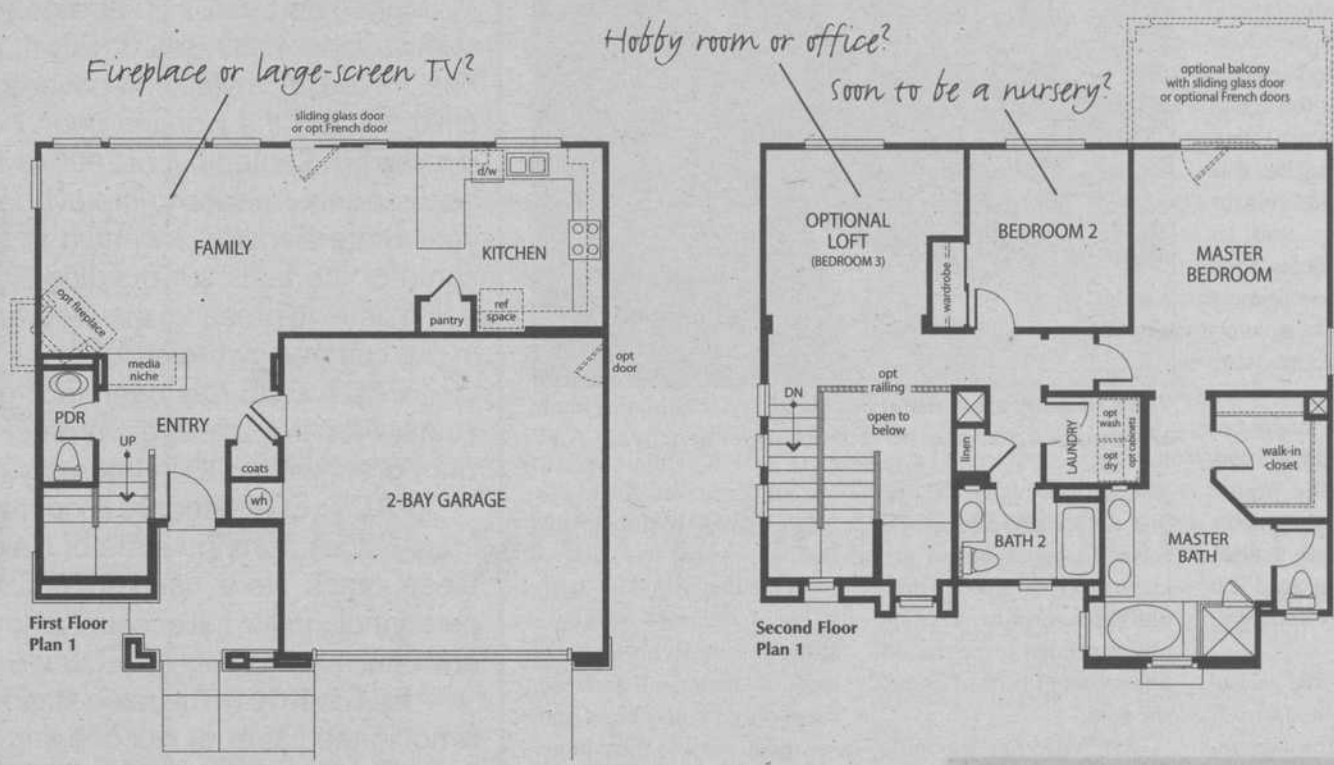 Fireplace or large-screen TV?
Hobby room or office?
Soon to be a nursery?
sliding glass door
or opt French door
d/w
FAMILY
KITCHEN
opt fireplace
pantry
ref
space
media
niche
opt
door
PDR
ENTRY
UP
coats
wh
2-BAY GARAGE
First Floor
Plan 1
optional balcony
with sliding glass door
or optional French doors
OPTIONAL
LOFT
(BEDROOM 3)
wardrobe
BEDROOM 2
MASTER
BEDROOM
DN
opt
railing
open to
below
linen
LAUNDRY
opt
wash
opt
dry
opt cabinets
walk-in
closet
BATH 2
MASTER
BATH
Second Floor
Plan 1